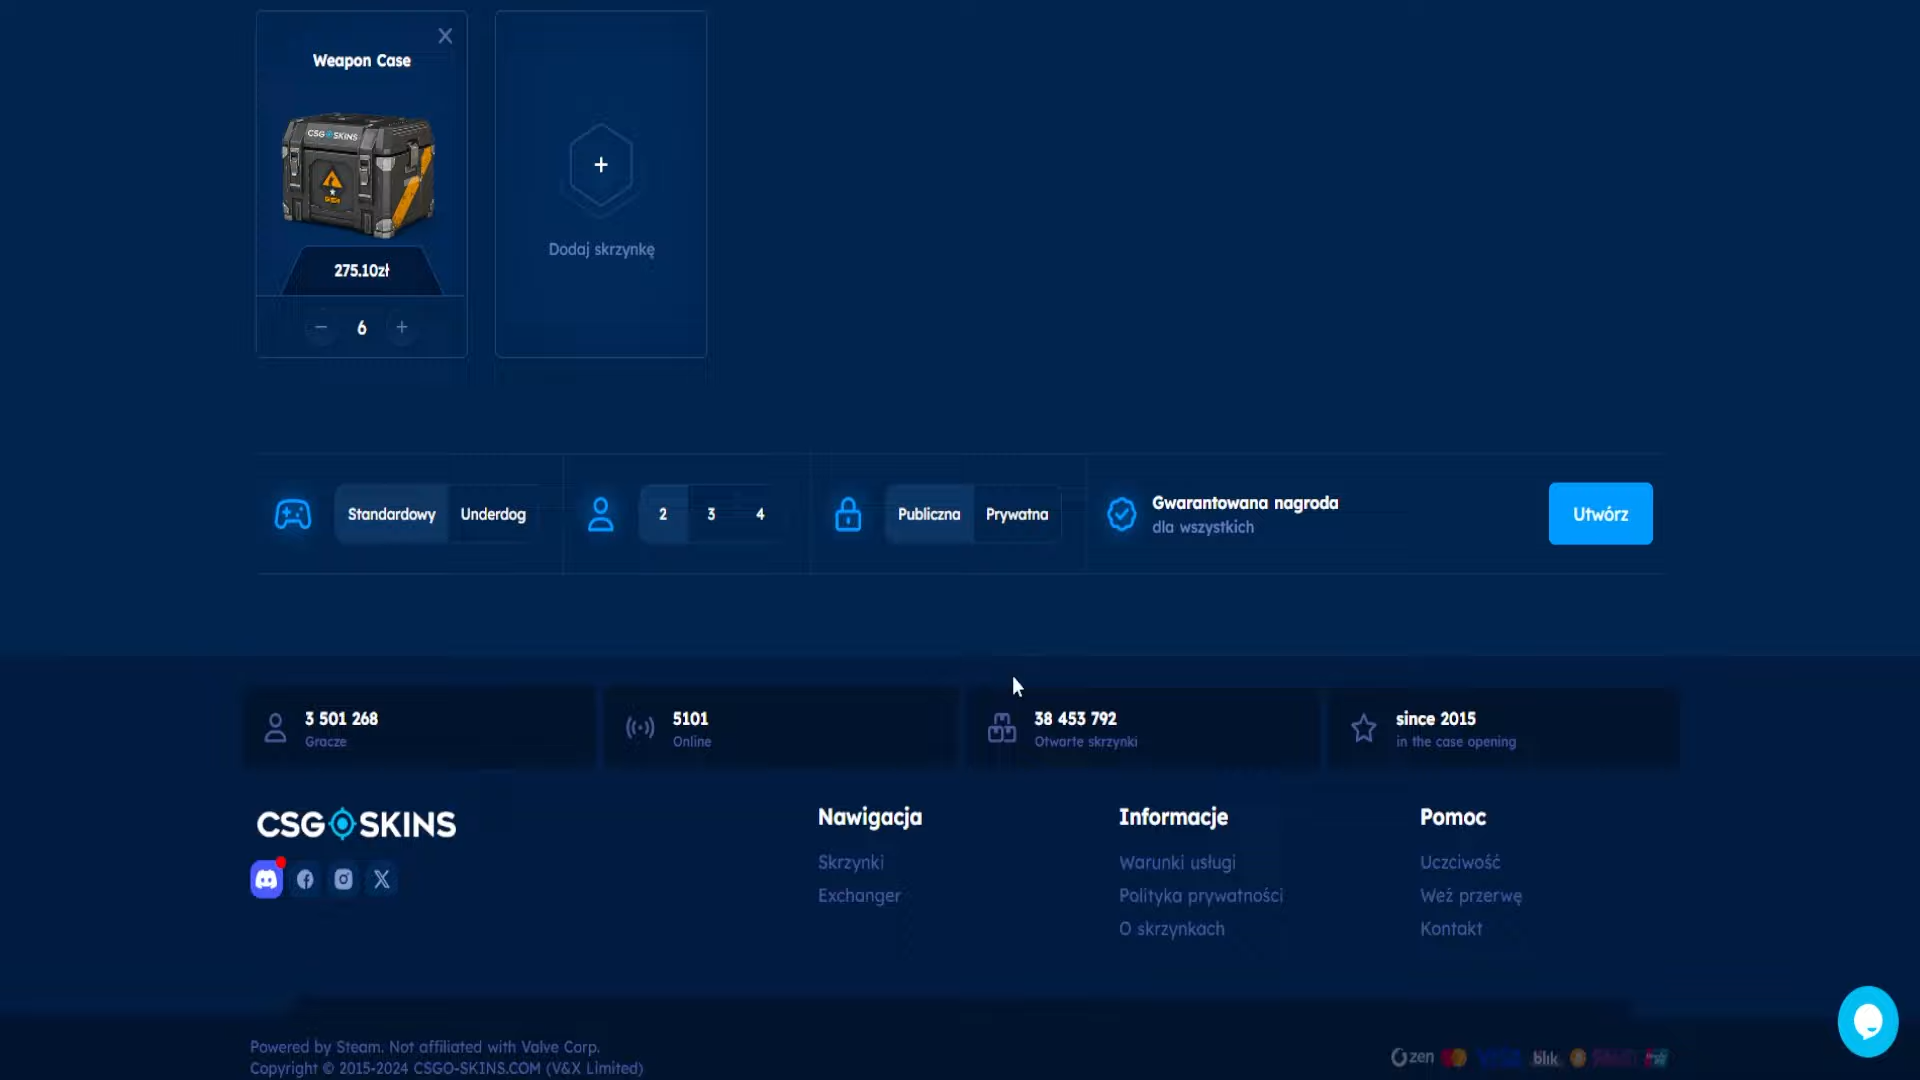 Weapon Case
CSG SKINS
275.10zł
6
Dodaj skrzynkę
Standardowy Underdog
2 3 4
Publiczna Prywatna
Gwarantowana nagroda
dla wszystkich
Utwórz
3 501 268
Gracze
5101
Online
38 453 792
Otwarte skrzynki
since 2015
in the case opening
CSG SKINS
Nawigacja
Skrzynki
Exchanger
Informacje
Warunki usługi
Polityka prywatności
O skrzynkach
Pomoc
Uczciwość
Weź przerwę
Kontakt
Powered by Steam. Not affiliated with Valve Corp.
Copyright © 2015-2024 CSGO-SKINS.COM (V&X Limited)
zen VISA blik